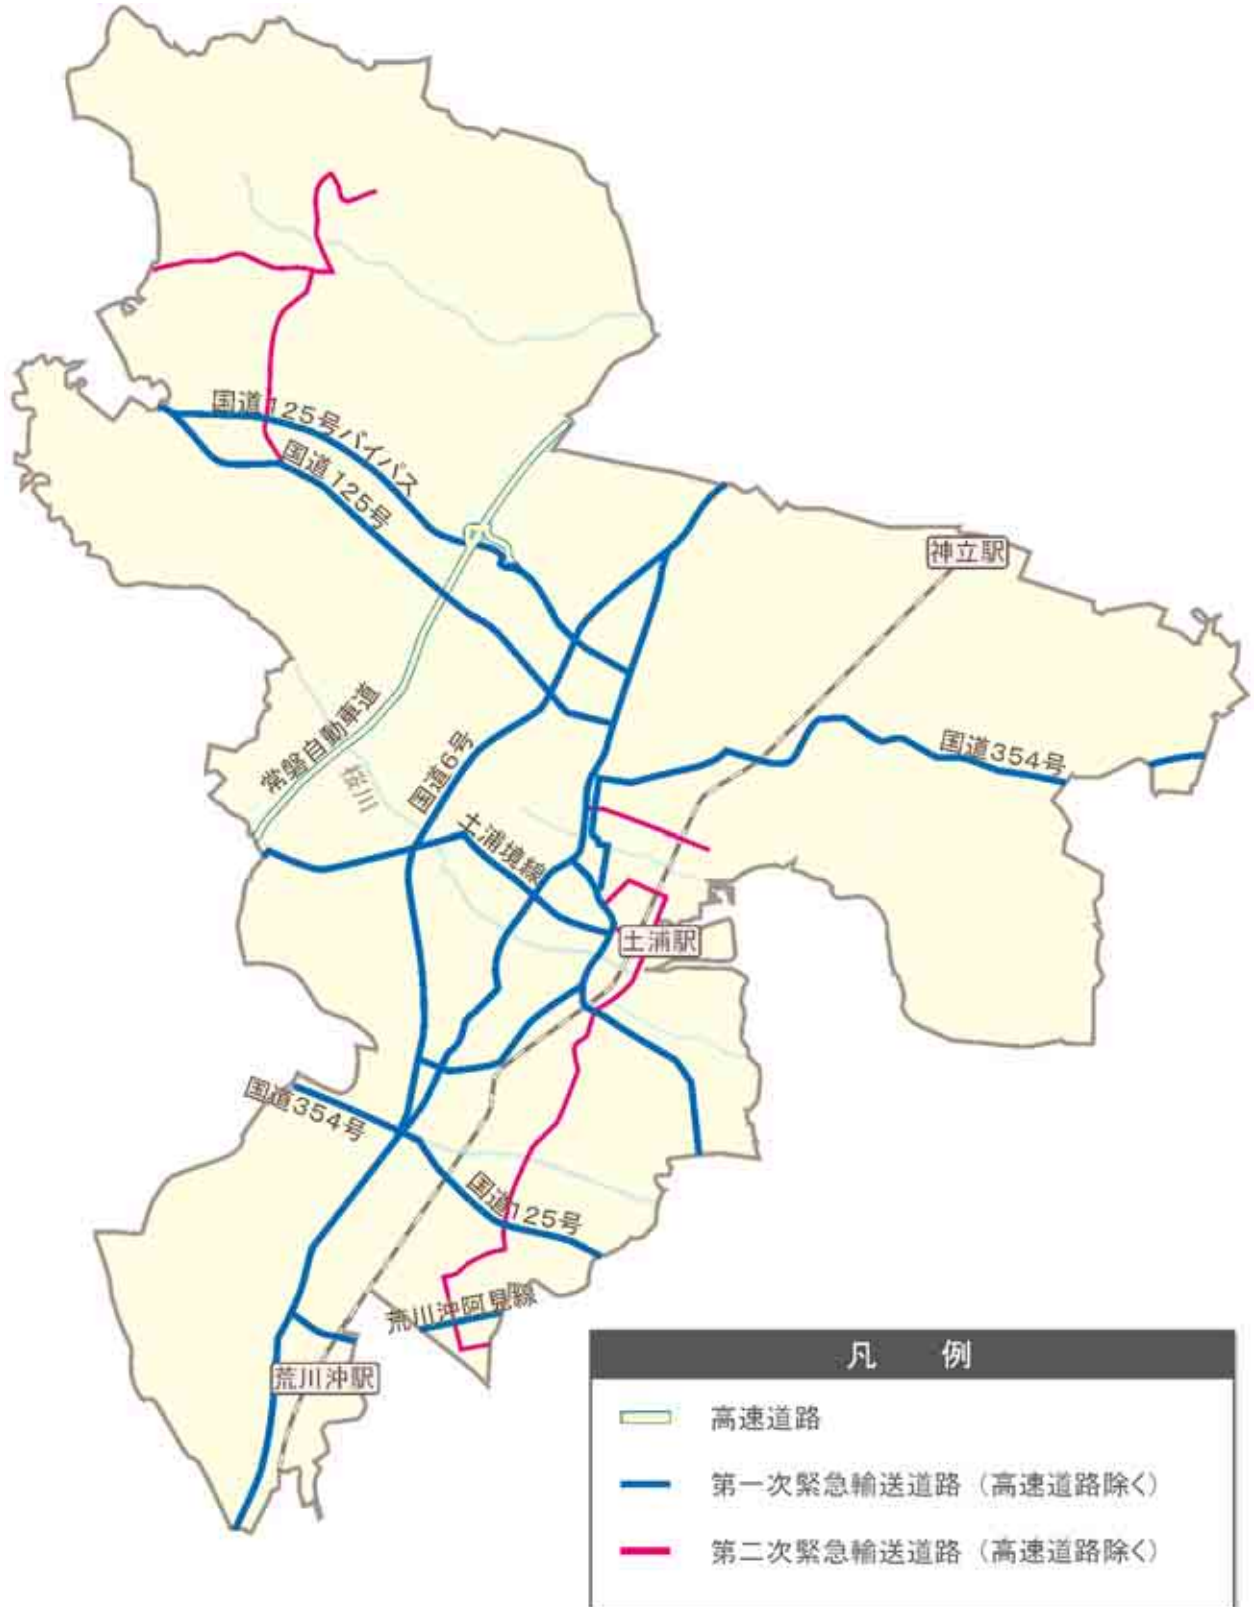 国道125号バイパス
国道125号
神立駅
常磐自動車道
桜川
国道6号
国道354号
土浦境線
土浦駅
国道354号
国道125号
荒川沖阿見線
荒川沖駅
凡 例
高速道路
第一次緊急輸送道路（高速道路除く）
第二次緊急輸送道路（高速道路除く）